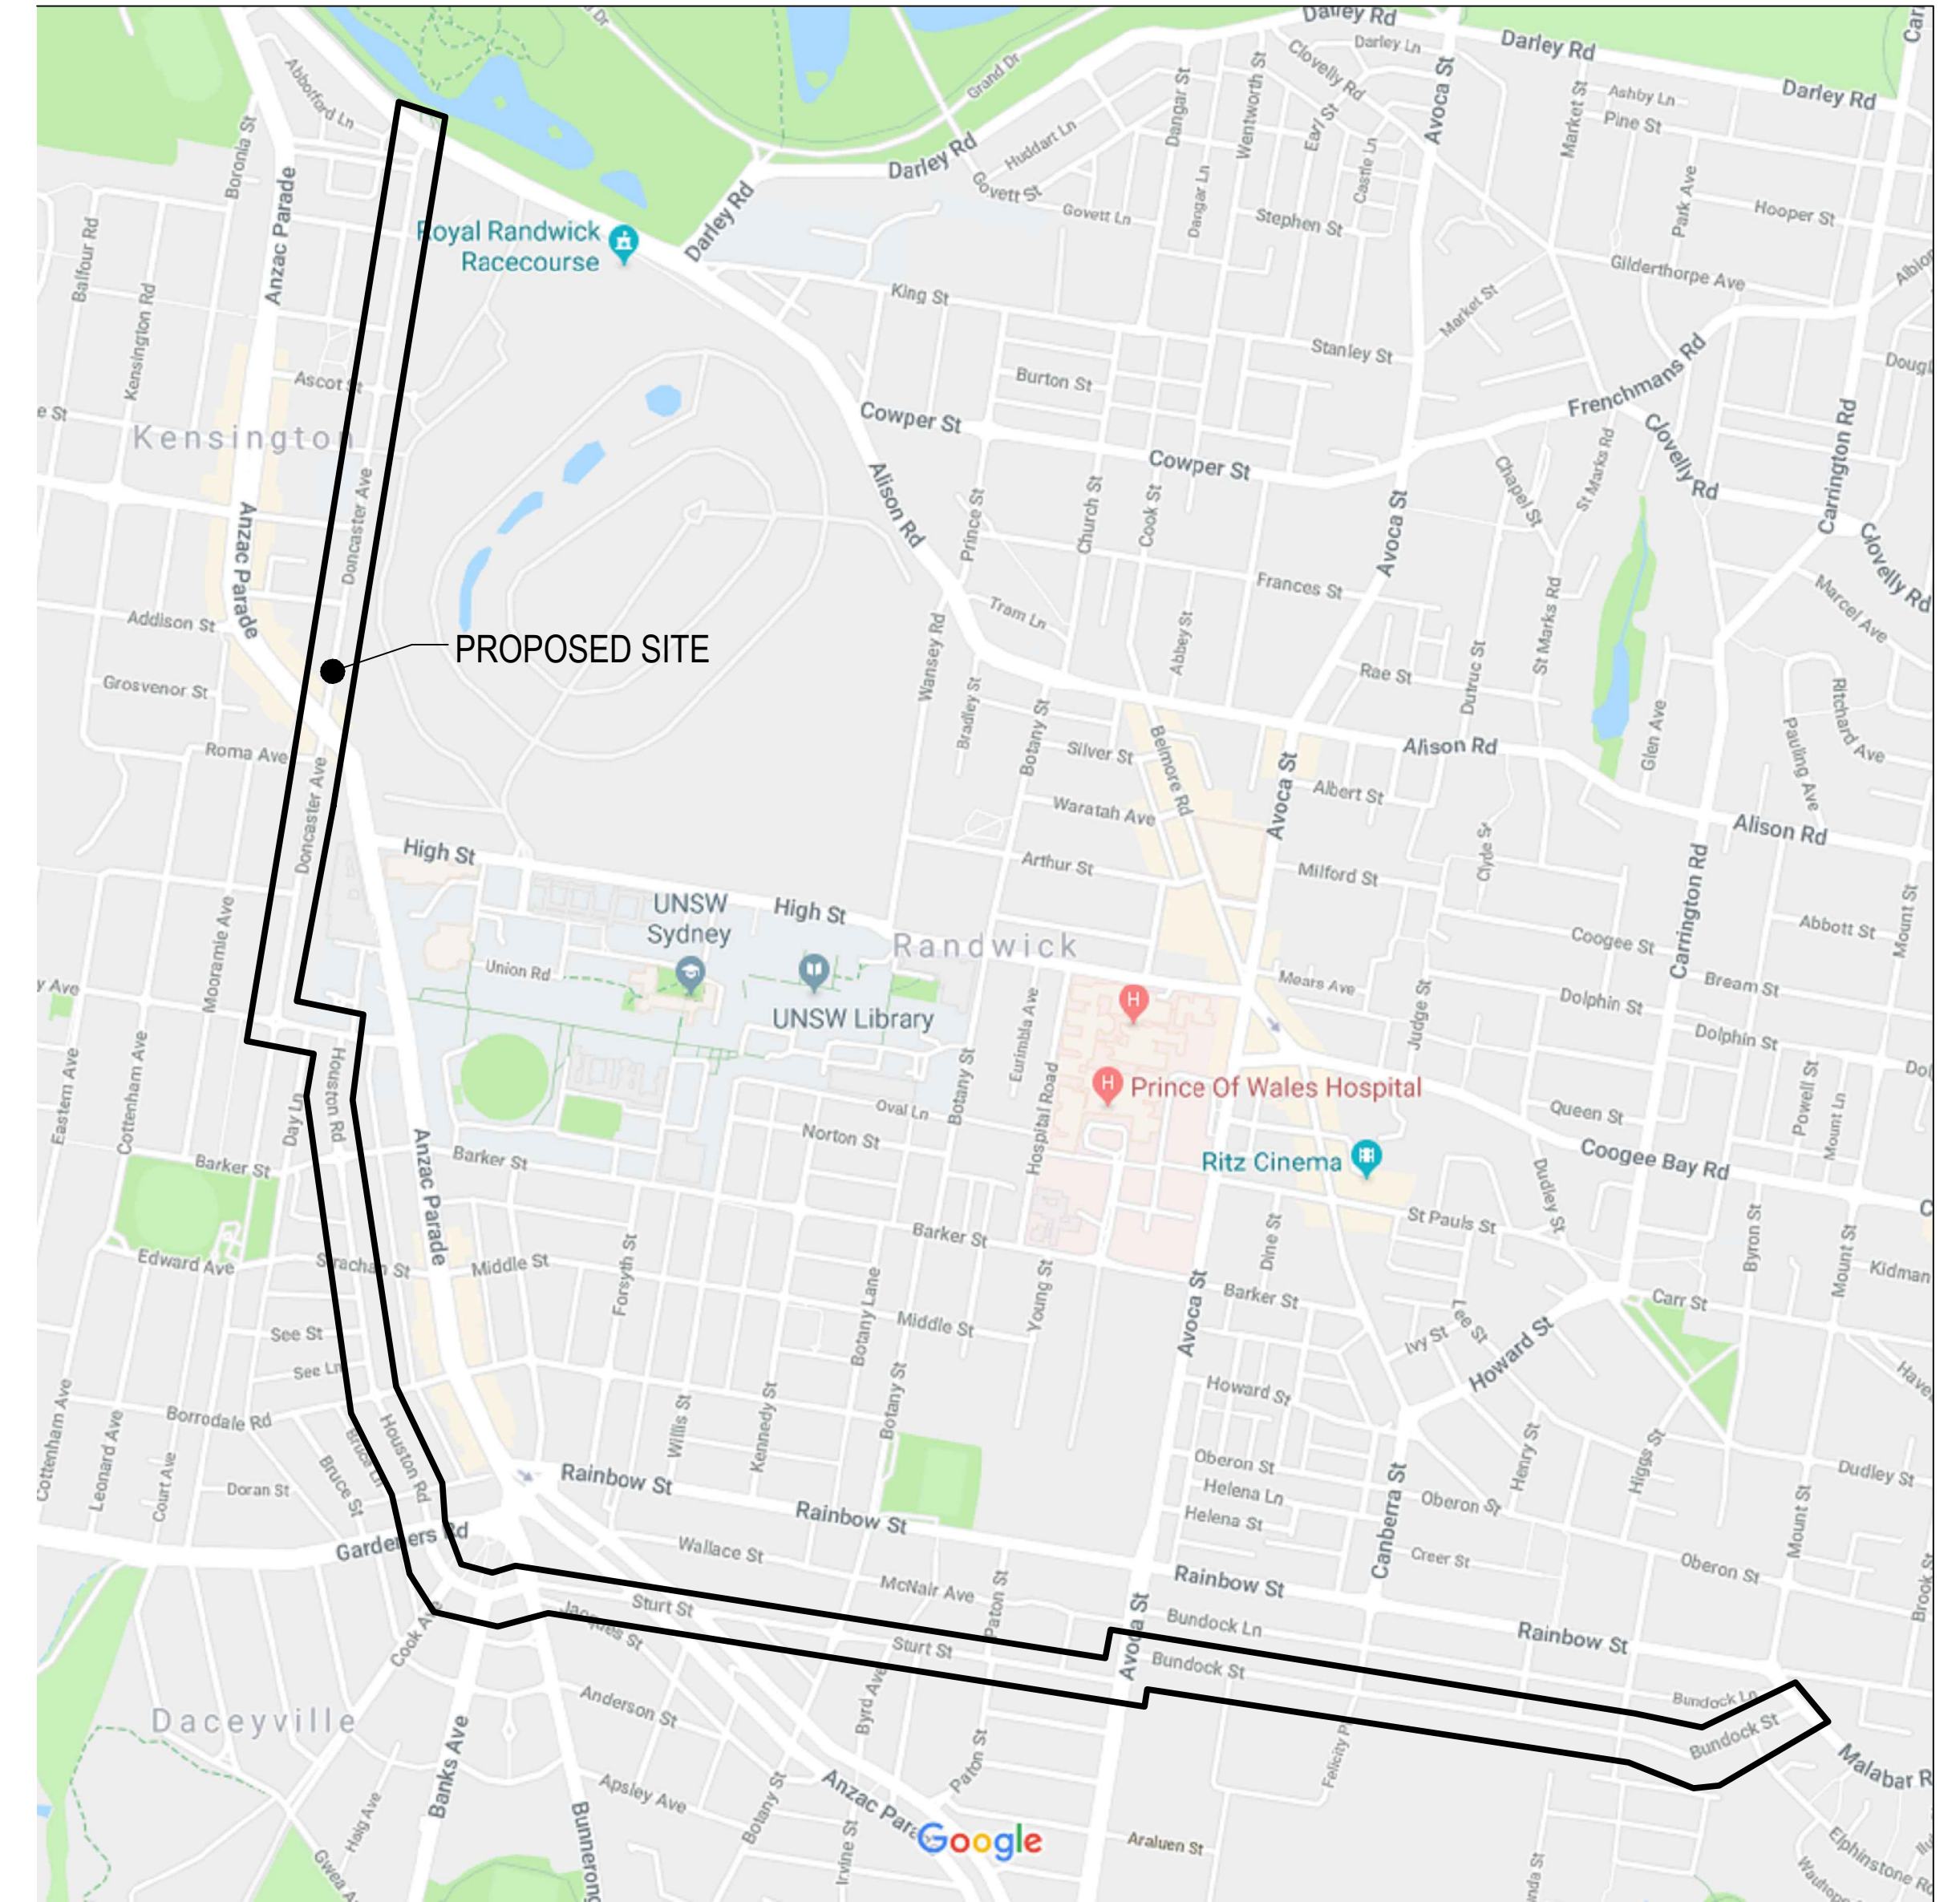 Darley Rd
Darley Ln
Darley Rd
Clovelly Rd
Abbotford Ln
Grand Dr
Dangar St
Wentworth St
Avoca St
Market St
Ashby Ln
Darley Rd
Pine St
Boronia St
Huddart Ln
Earl St
Castle Ln
Darley Rd
Govett St
Anzac Parade
Darley Rd
Govett Ln
Dangar Ln
Stephen St
Park Ave
Hooper St
Balfour Rd
Royal Randwick
Racecourse
Kensington Rd
King St
Market St
Gilderthorpe Ave
Stanley St
Burton St
Ascot St
Frenchmans Rd
e St
Kensington
Cowper St
Cowper St
Clovelly Rd
Carrington Rd
Alison Rd
Prince St
Church St
Cook St
Chapel St
St Marks Rd
Anzac Parade
Doncaster Ave
Avoca St
Clovelly Rd
Frances St
Marcel Ave
Addison St
Tram Ln
Wansey Rd
Abbey St
St Marks Rd
PROPOSED SITE
Rae St
Dutruc St
Grosvenor St
Bradley St
Botany St
Belmore Rd
Glen Ave
Pauling Ave
Ritchard Ave
Roma Ave
Silver St
Alison Rd
Doncaster Ave
Waratah Ave
Avoca St
Albert St
Alison Rd
High St
Arthur St
Milford St
Clyde St
Carrington Rd
UNSW
Sydney
High St
Mooramie Ave
Randwick
Coogee St
Abbott St
Mount St
Union Rd
Mears Ave
Bream St
y Ave
UNSW Library
Dolphin St
Dolphin St
Judge St
Eurimbla Ave
Eastern Ave
Cottenham Ave
Houston Rd
Day Ln
Hospital Road
Botany St
Prince Of Wales Hospital
Oval Ln
Queen St
Powell St
Mount Ln
Norton St
Barker St
Anzac Parade
Barker St
Ritz Cinema
Coogee Bay Rd
Dudley St
Edward Ave
Strachan St
Middle St
Forsyth St
Barker St
Dine St
St Pauls St
Byron St
Mount St
Kidman
Botany Lane
Young St
Avoca St
Barker St
Carr St
See St
Middle St
Lee St
Ivy St
Howard St
See Ln
Howard St
Cottenham Ave
Leonard Ave
Borrodale Rd
Court Ave
Bruce Ln
Houston Rd
Willis St
Kennedy St
Botany St
Henry St
Higgs St
Doran St
Bruce St
Rainbow St
Oberon St
Helena Ln
Dudley St
Canberra St
Oberon St
Mount St
Gardeners Rd
Rainbow St
Helena St
Wallace St
Creer St
Oberon St
Brook St
McNair Ave
Paton St
Rainbow St
Cook Ave
Jacques St
Sturt St
Avoca St
Bundock Ln
Rainbow St
Sturt St
Bundock St
Bundock Ln
Daceyville
Anderson St
Byrd Ave
Bundock St
Banks Ave
Paton St
Malabar R
Apsley Ave
Botany St
Anzac Para
Haig Ave
Irvine St
Google
Araluen St
Elphinstone Rd
Bunnerong